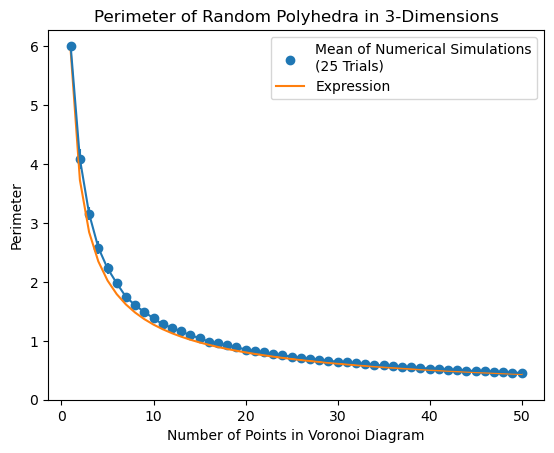 Perimeter of Random Polyhedra in 3-Dimensions
Mean of Numerical Simulations
(25 Trials)
Expression
Perimeter
6
5
4
3
2
1
0
0
10
20
30
40
50
Number of Points in Voronoi Diagram